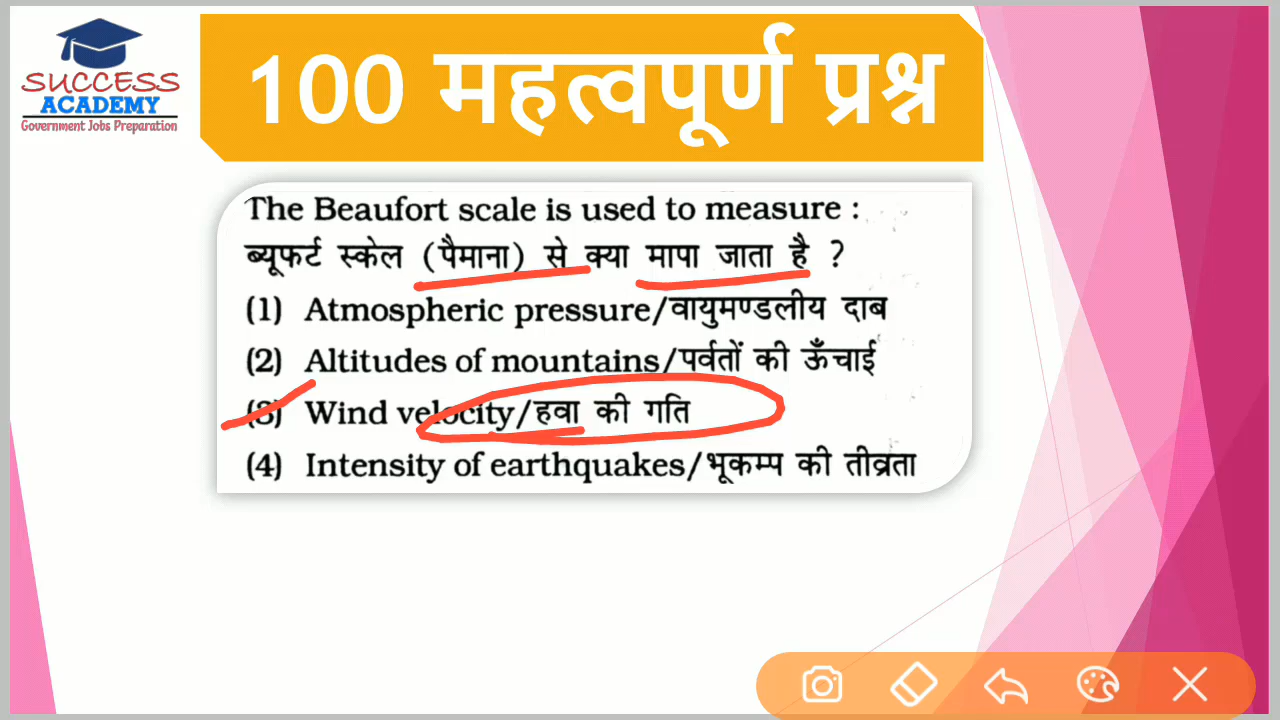 SUCCESS
ACADEMY
Government Jobs Preparation
100 महत्वपूर्ण प्रश्न
The Beaufort scale is used to measure :
ब्यूफर्ट स्केल (पैमाना) से क्या मापा जाता है ?
(1) Atmospheric pressure/वायुमण्डलीय दाब
(2) Altitudes of mountains/पर्वतों की ऊँचाई
(3) Wind velocity/हवा की गति
(4) Intensity of earthquakes/भूकम्प की तीव्रता